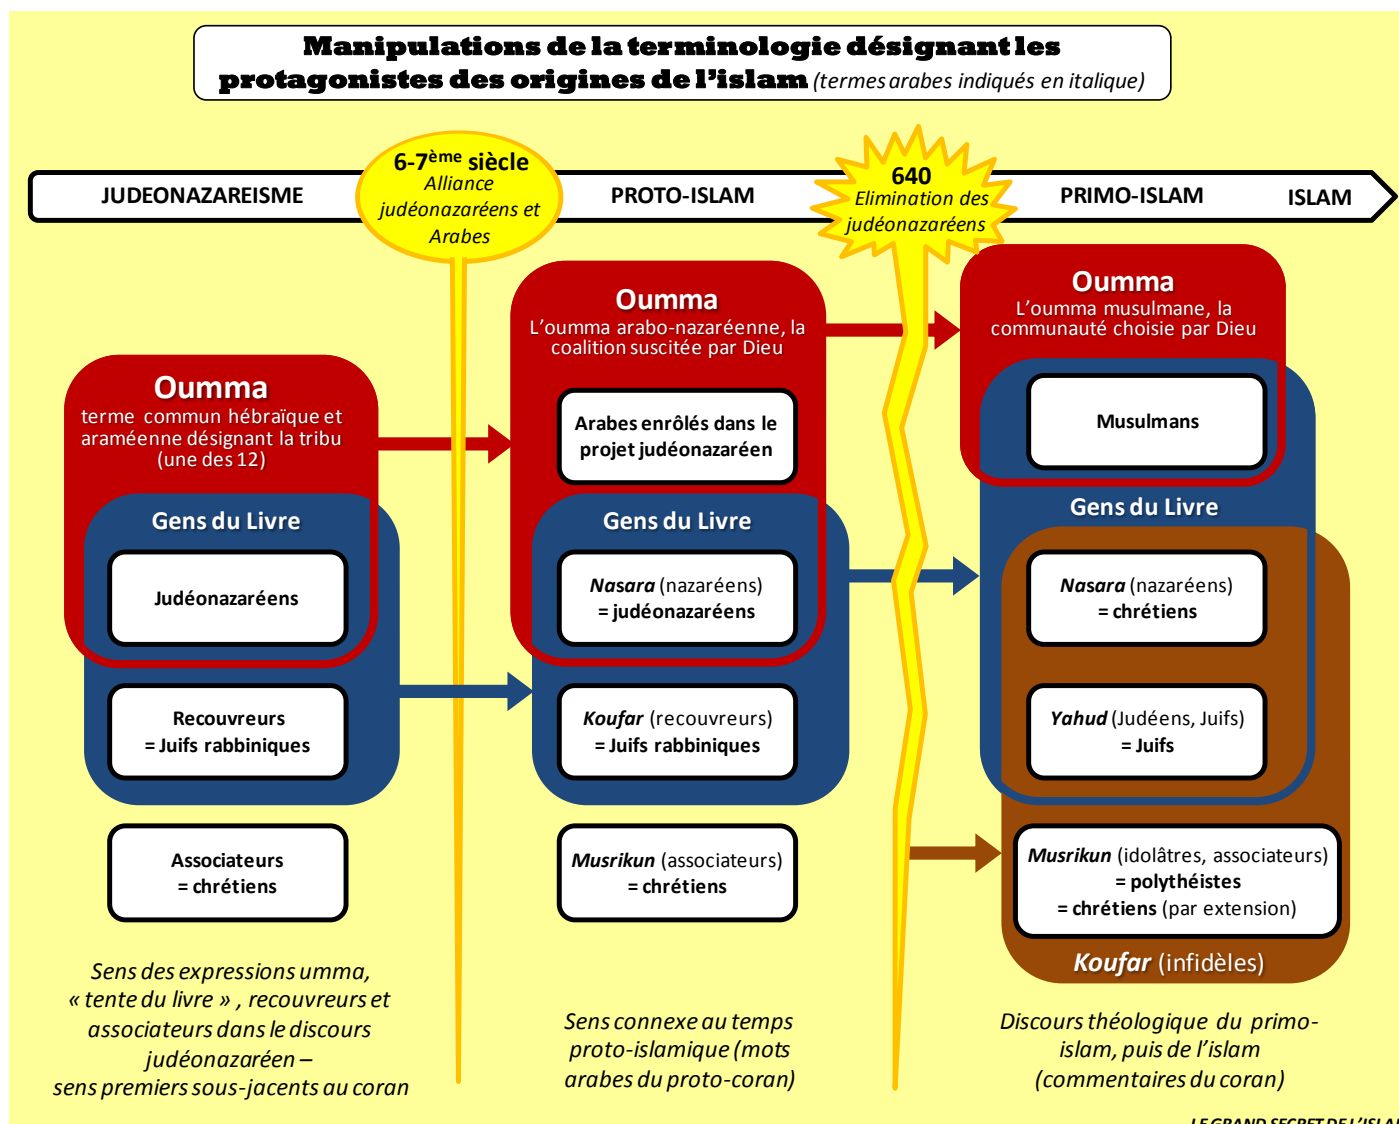 Manipulations de la terminologie désignant les
protagonistes des origines de l’islam (termes arabes indiqués en italique)
JUDEONAZAREISME
6-7ème siècle
Alliance
judéonazaréens et
Arabes
PROTO-ISLAM
640
Elimination des
judéonazaréens
PRIMO-ISLAM
ISLAM
Oumma
terme commun hébraïque et
araméenne désignant la tribu
(une des 12)
Gens du Livre
Judéonazaréens
Recouvreurs
= Juifs rabbiniques
Associateurs
= chrétiens
Sens des expressions umma,
« tente du livre » , recouvreurs et
associateurs dans le discours
judéonazaréen –
sens premiers sous-jacents au coran
Oumma
L’oumma arabo-nazaréenne, la
coalition suscitée par Dieu
Arabes enrôlés dans le
projet judéonazaréen
Gens du Livre
Nasara (nazaréens)
= judéonazaréens
Koufar (recouvreurs)
= Juifs rabbiniques
Musrikun (associateurs)
= chrétiens
Sens connexe au temps
proto-islamique (mots
arabes du proto-coran)
Oumma
L’oumma musulmane, la
communauté choisie par Dieu
Musulmans
Gens du Livre
Nasara (nazaréens)
= chrétiens
Yahud (Judéens, Juifs)
= Juifs
Musrikun (idolâtres, associateurs)
= polythéistes
= chrétiens (par extension)
Koufar (infidèles)
Discours théologique du primo-
islam, puis de l’islam
(commentaires du coran)
LE GRAND SECRET DE L’ISLA